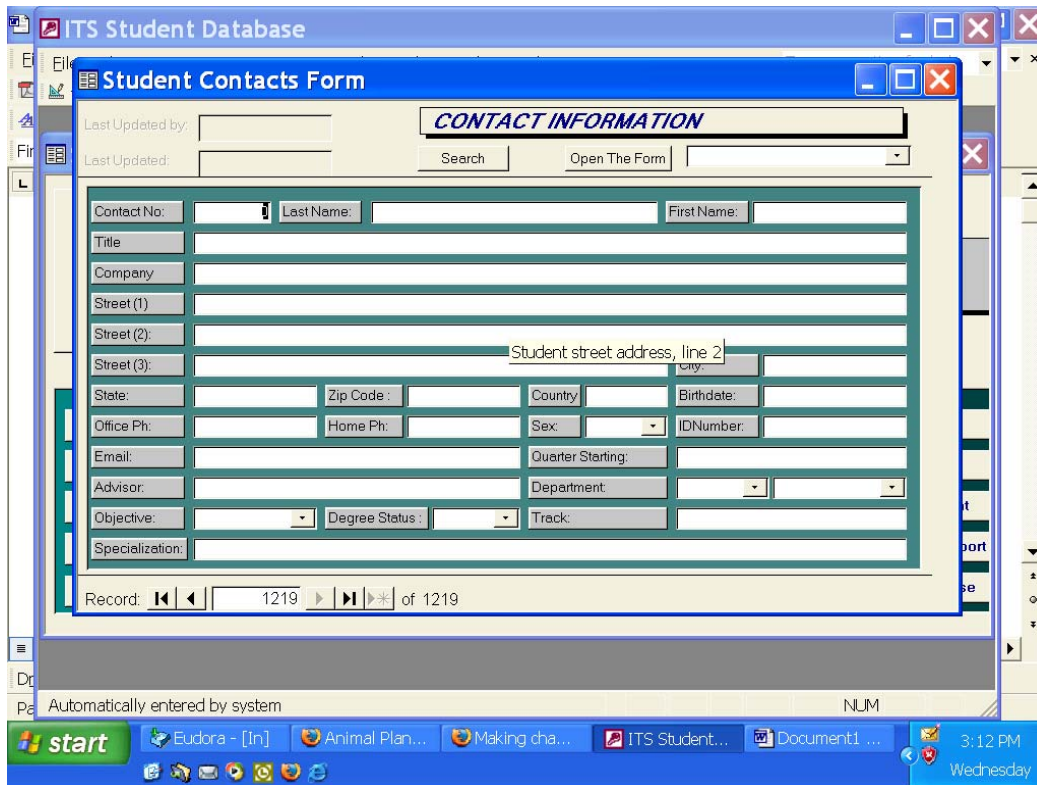 ITS Student Database
Student Contacts Form
Last Updated by:
CONTACT INFORMATION
Last Updated:
Search
Open The Form
Contact No:
Last Name:
First Name:
Title
Company
Street (1)
Street (2):
Student street address, line 2
Street (3):
City:
State:
Zip Code :
Country
Birthdate:
Office Ph:
Home Ph:
Sex:
IDNumber:
Email:
Quarter Starting:
Advisor:
Department:
Objective:
Degree Status :
Track:
Specialization:
Record: 1219 of 1219
Automatically entered by system
NUM
start
Eudora - [In]
Animal Plan...
Making cha...
ITS Student...
Document1 ...
3:12 PM
Wednesday